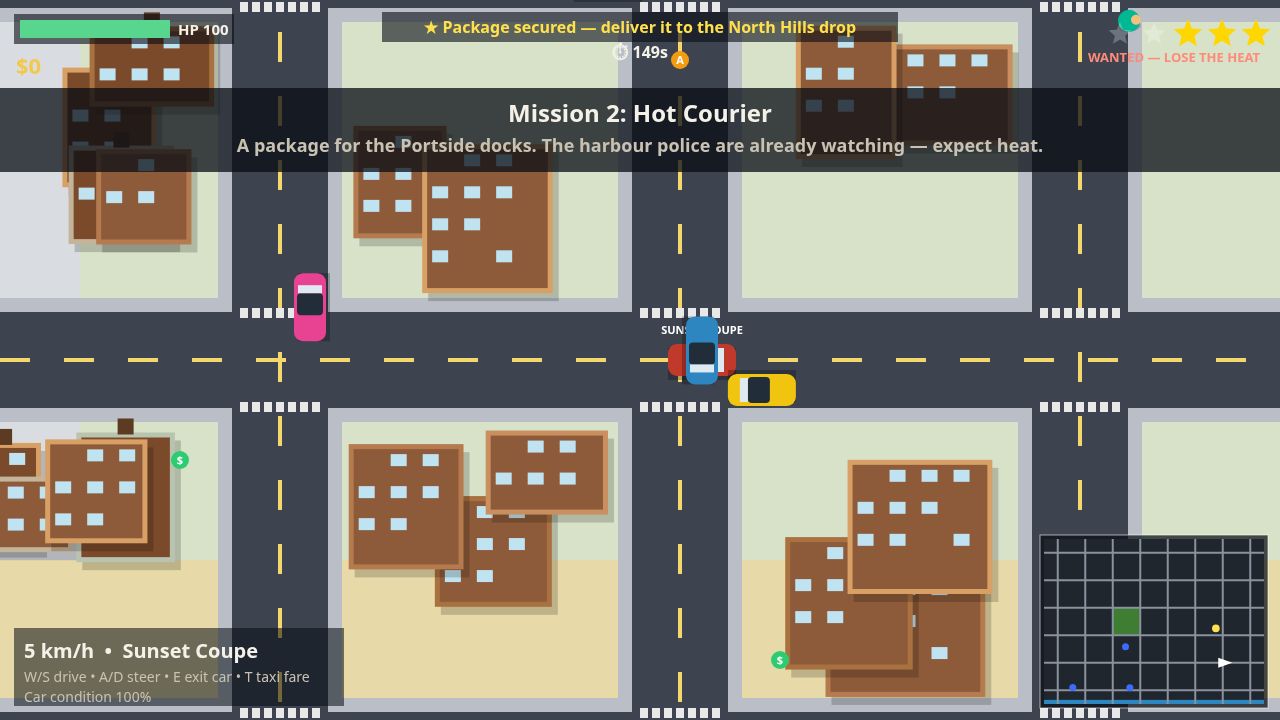 HP 100
★ Package secured — deliver it to the North Hills drop
$0
149s
A
WANTED — LOSE THE HEAT
Mission 2: Hot Courier
A package for the Portside docks. The harbour police are already watching — expect heat.
$
$
5 km/h • Sunset Coupe
W/S drive • A/D steer • E exit car • T taxi fare
Car condition 100%